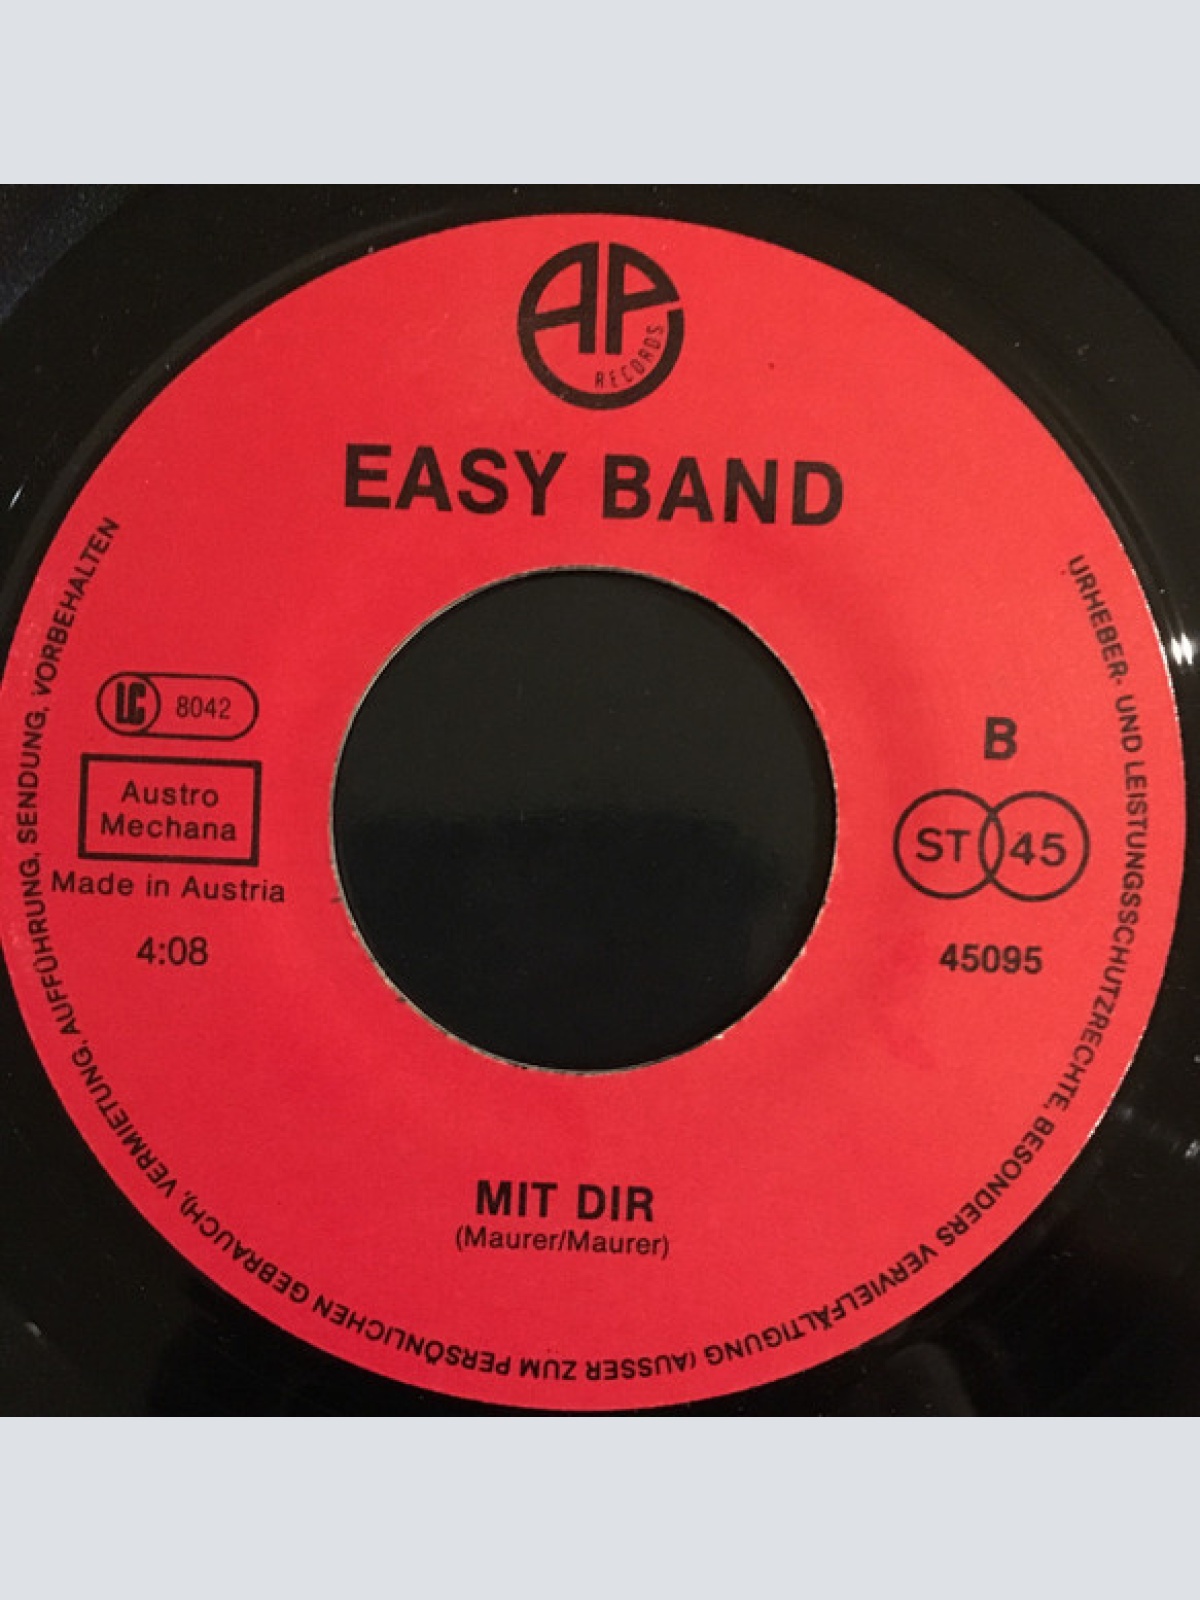 AP
RECORDS
EASY BAND
LC 8042
Austro
Mechana
Made in Austria
4:08
B
ST 45
45095
MIT DIR
(Maurer/Maurer)
URHEBER- UND LEISTUNGSSCHUTZRECHTE, BESONDERS VERVIELFÄLTIGUNG (AUSSER ZUM PERSÖNLICHEN GEBRAUCH), VERMIETUNG, AUFFÜHRUNG, SENDUNG, VORBEHALTEN